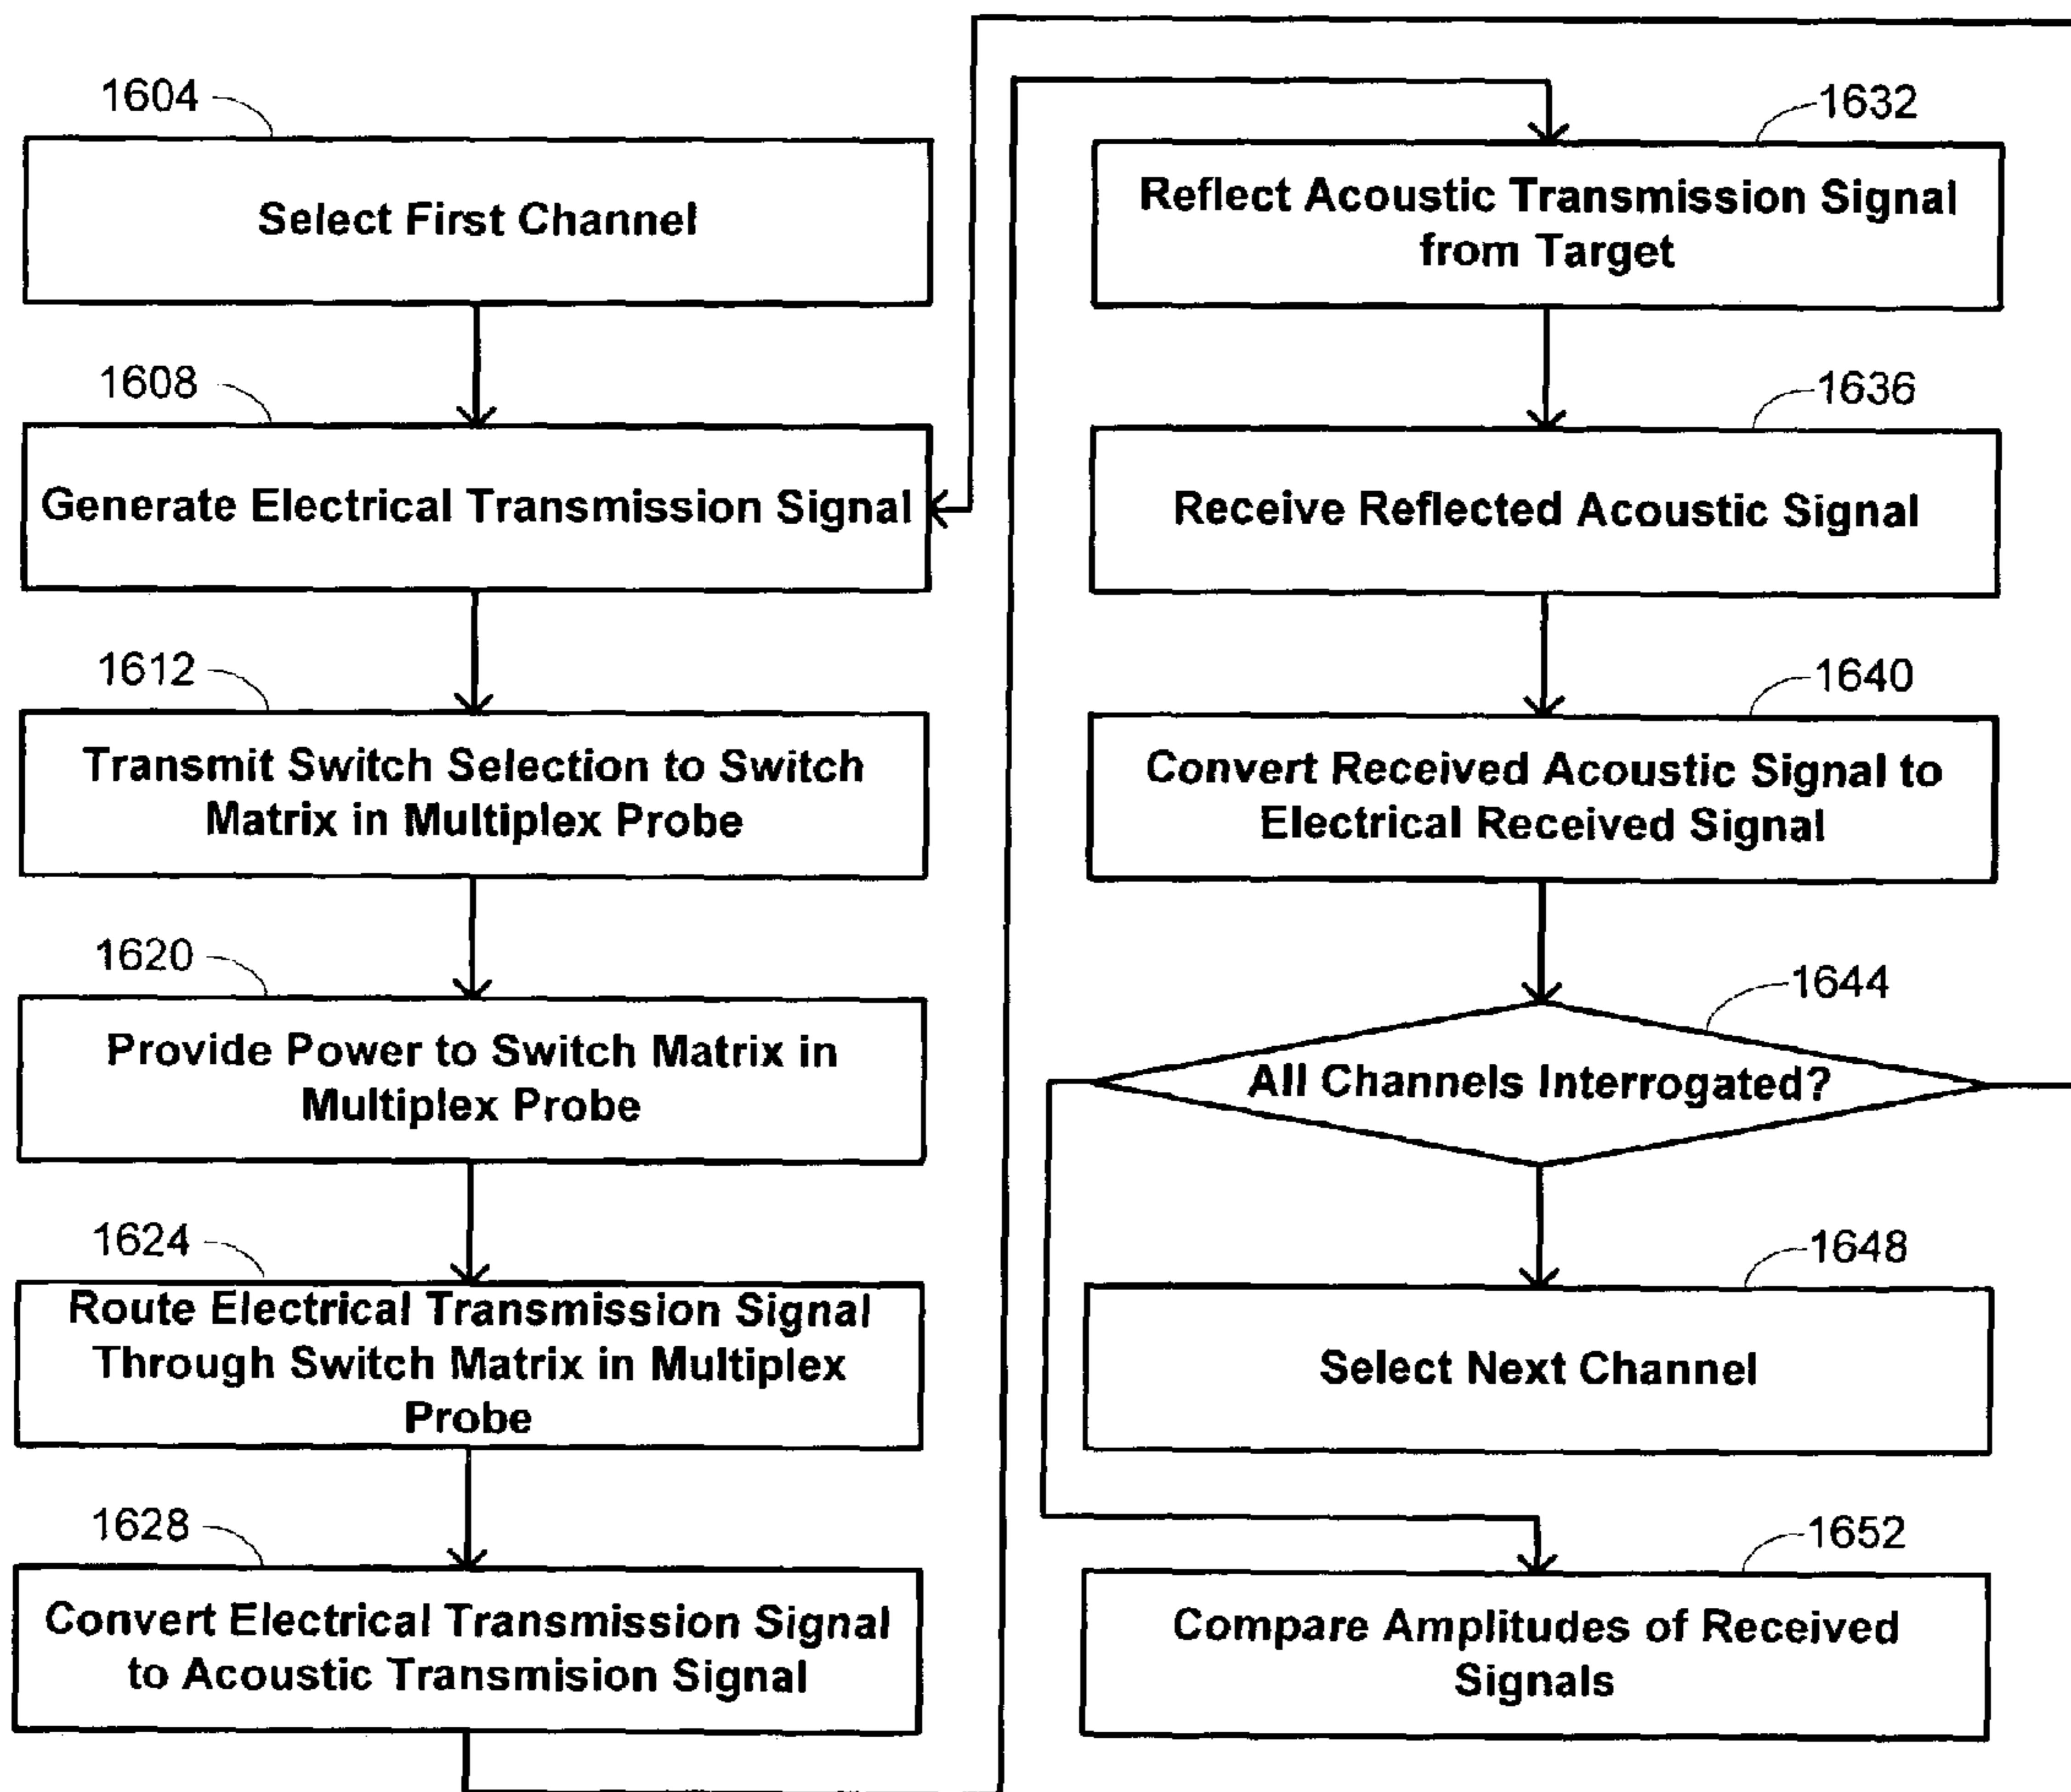 1604
Select First Channel
1608
Generate Electrical Transmission Signal
1612
Transmit Switch Selection to Switch
Matrix in Multiplex Probe
1620
Provide Power to Switch Matrix in
Multiplex Probe
1624
Route Electrical Transmission Signal
Through Switch Matrix in Multiplex
Probe
1628
Convert Electrical Transmission Signal
to Acoustic Transmision Signal
1632
Reflect Acoustic Transmission Signal
from Target
1636
Receive Reflected Acoustic Signal
1640
Convert Received Acoustic Signal to
Electrical Received Signal
1644
All Channels Interrogated?
1648
Select Next Channel
1652
Compare Amplitudes of Received
Signals